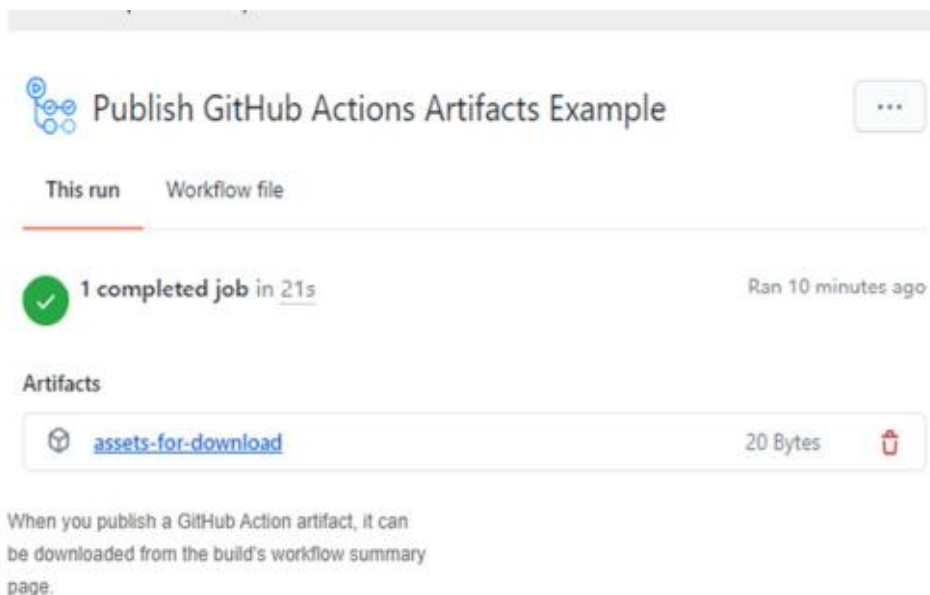 Publish GitHub Actions Artifacts Example
...
This run Workflow file
1 completed job in 21s Ran 10 minutes ago
Artifacts
assets-for-download 20 Bytes
When you publish a GitHub Action artifact, it can
be downloaded from the build's workflow summary
page.